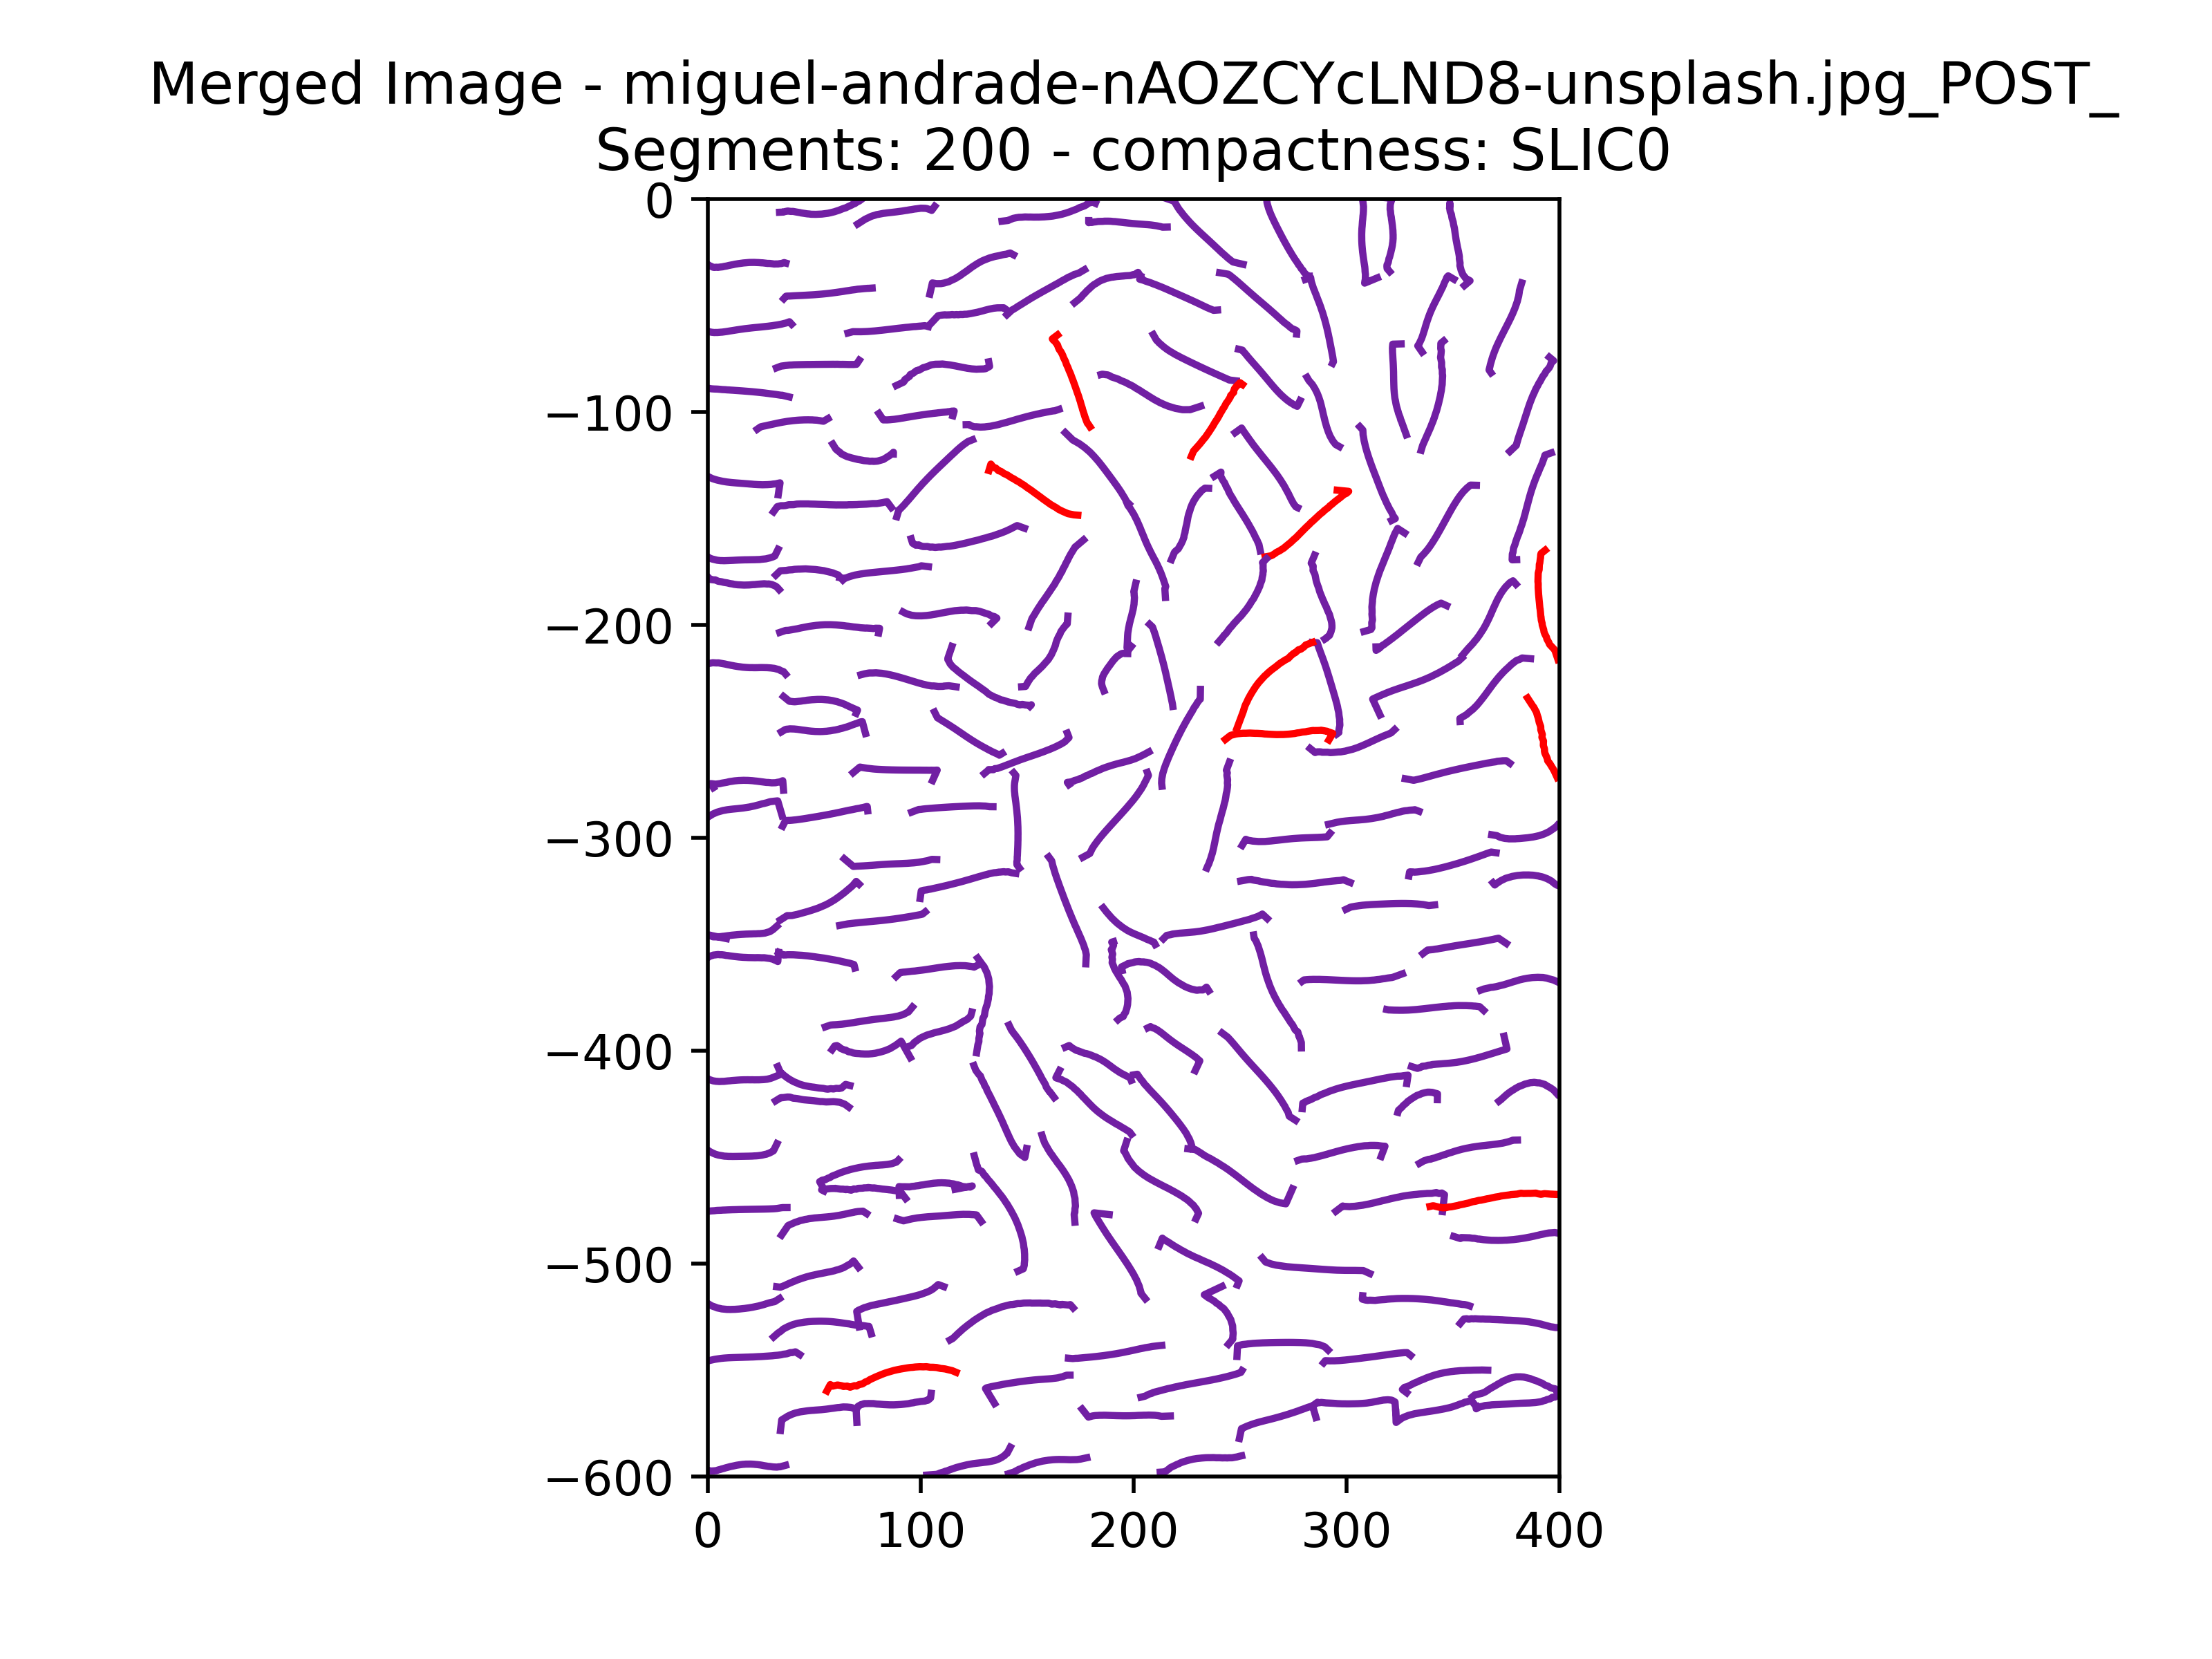 Merged Image - miguel-andrade-nAOZCYcLND8-unsplash.jpg_POST_
Segments: 200 - compactness: SLIC0
0
−100
−200
−300
−400
−500
−600
0 100 200 300 400